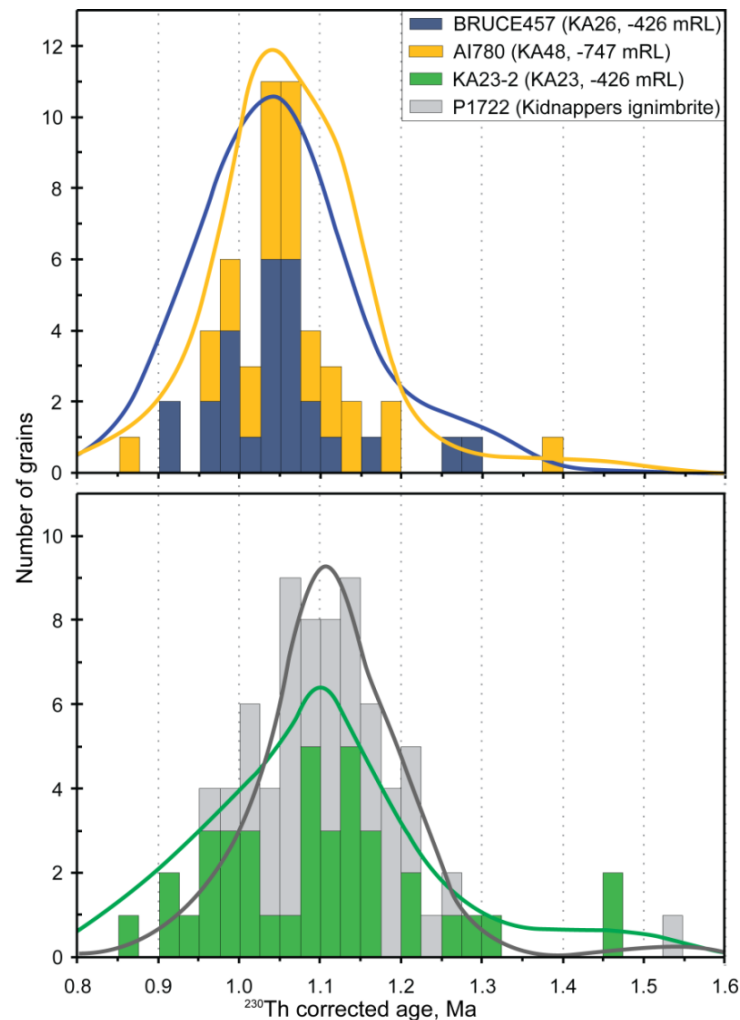 BRUCE457 (KA26, -426 mRL)
AI780 (KA48, -747 mRL)
KA23-2 (KA23, -426 mRL)
P1722 (Kidnappers ignimbrite)
12
10
8
6
4
2
0
Number of grains
10
8
6
4
2
0
0.8 0.9 1.0 1.1 1.2 1.3 1.4 1.5 1.6
²³⁰Th corrected age, Ma